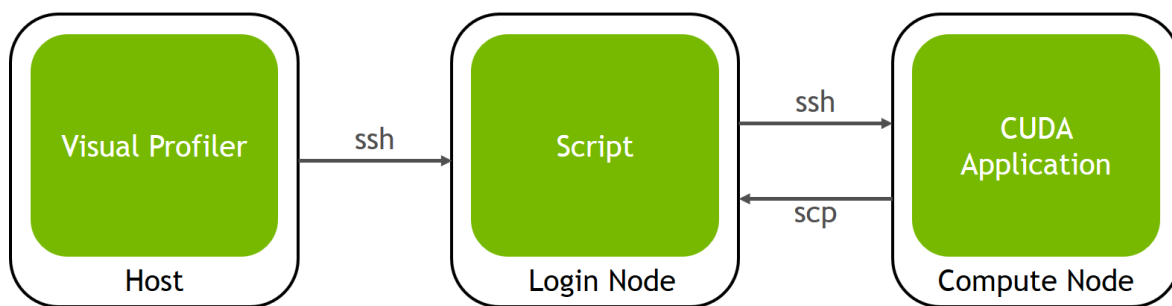 Visual Profiler
Host
ssh
Script
Login Node
ssh
scp
CUDA
Application
Compute Node